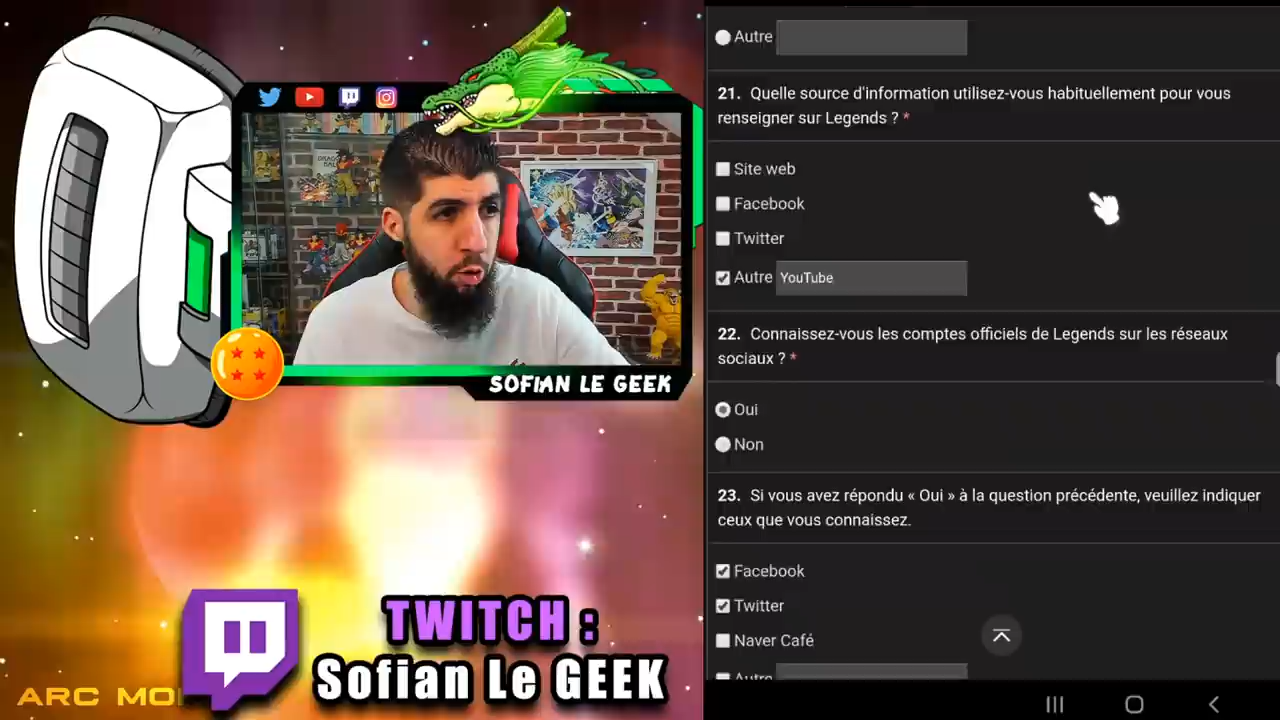 SOFIAN LE GEEK
TWITCH :
Sofian Le GEEK
Autre
21. Quelle source d'information utilisez-vous habituellement pour vous
renseigner sur Legends ? *
Site web
Facebook
Twitter
Autre YouTube
22. Connaissez-vous les comptes officiels de Legends sur les réseaux
sociaux ? *
Oui
Non
23. Si vous avez répondu « Oui » à la question précédente, veuillez indiquer
ceux que vous connaissez.
Facebook
Twitter
Naver Café
Autre